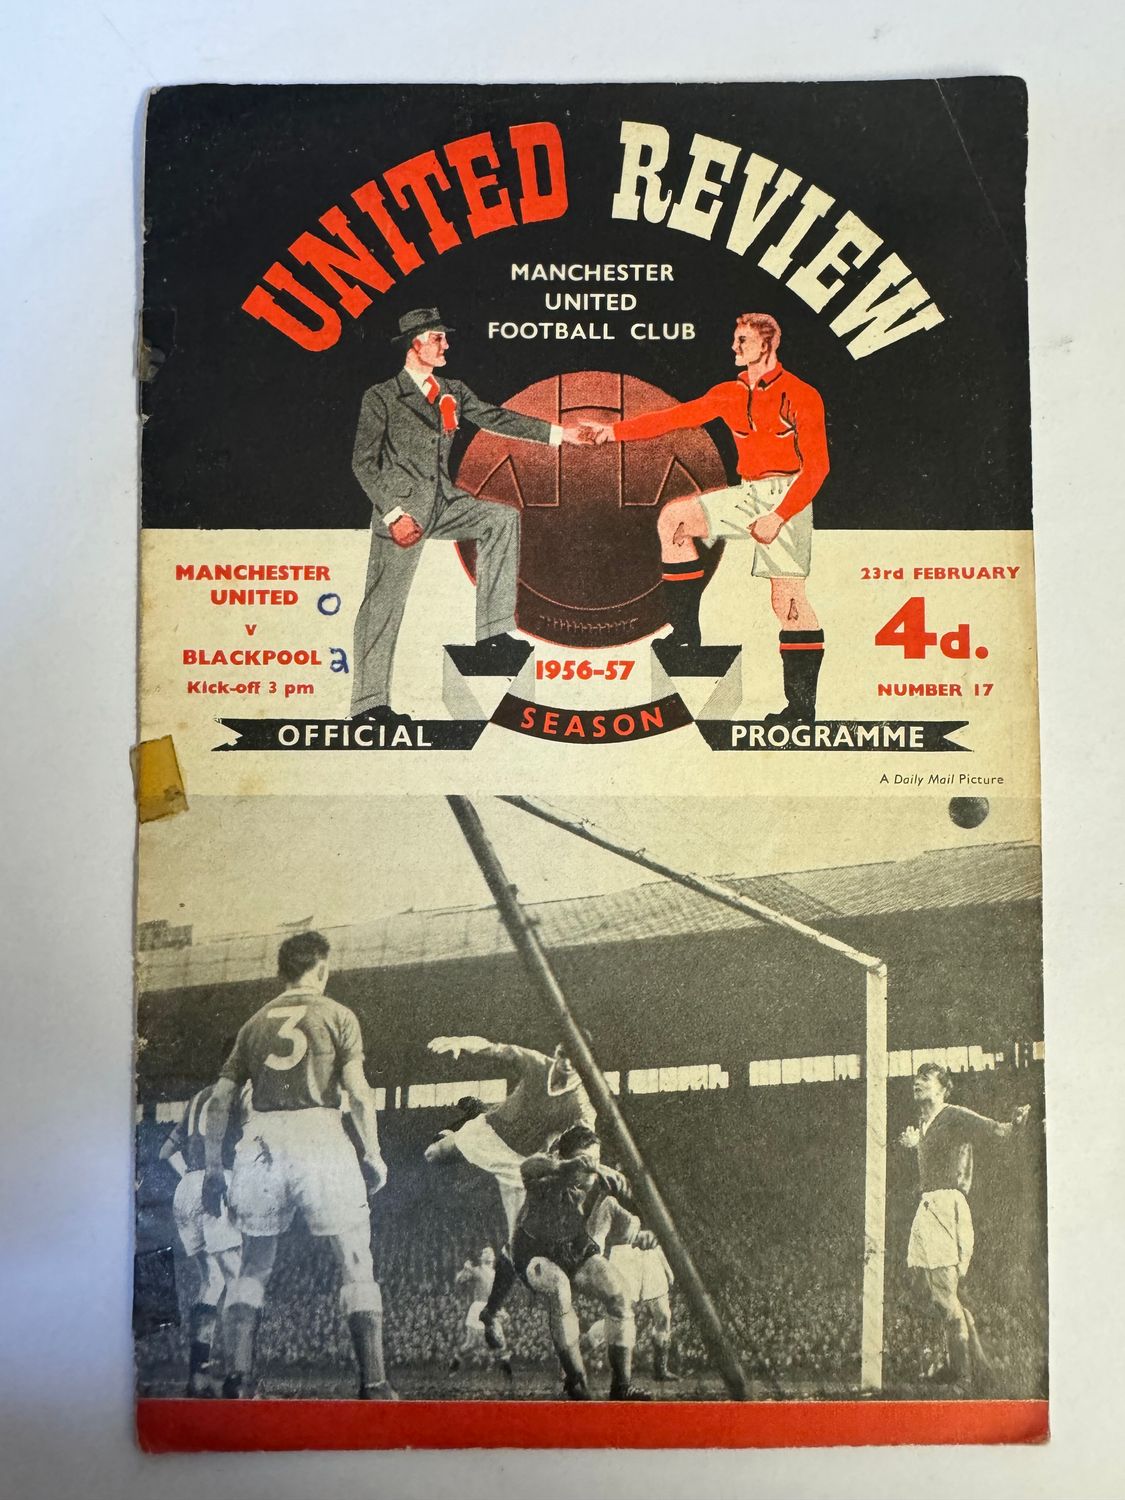 UNITED REVIEW
MANCHESTER
UNITED
FOOTBALL CLUB
MANCHESTER
UNITED 0
v
BLACKPOOL 2
Kick-off 3 pm
23rd FEBRUARY
4d.
NUMBER 17
1956-57
SEASON
OFFICIAL
PROGRAMME
A Daily Mail Picture
3